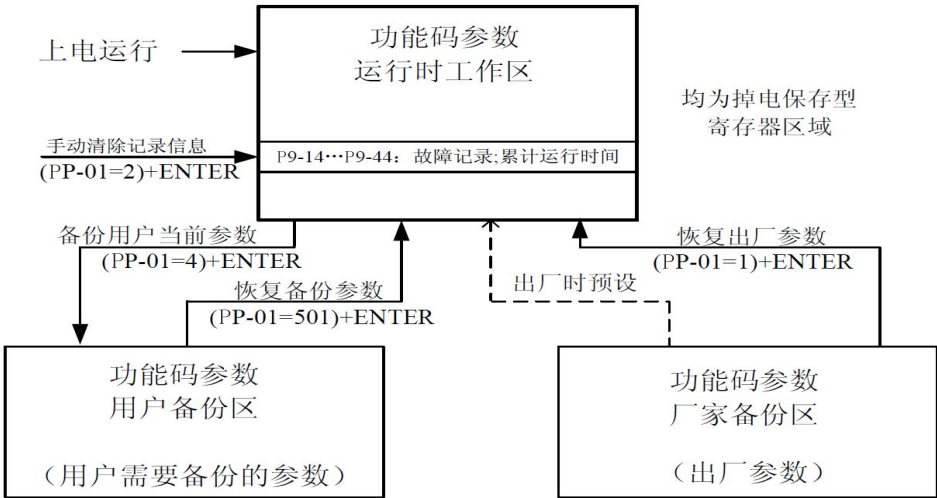 上电运行
功能码参数
运行时工作区
均为掉电保存型
寄存器区域
手动清除记录信息
(PP-01=2)+ENTER
P9-14…P9-44：故障记录;累计运行时间
备份用户当前参数
(PP-01=4)+ENTER
恢复备份参数
(PP-01=501)+ENTER
出厂时预设
恢复出厂参数
(PP-01=1)+ENTER
功能码参数
用户备份区
（用户需要备份的参数）
功能码参数
厂家备份区
（出厂参数）